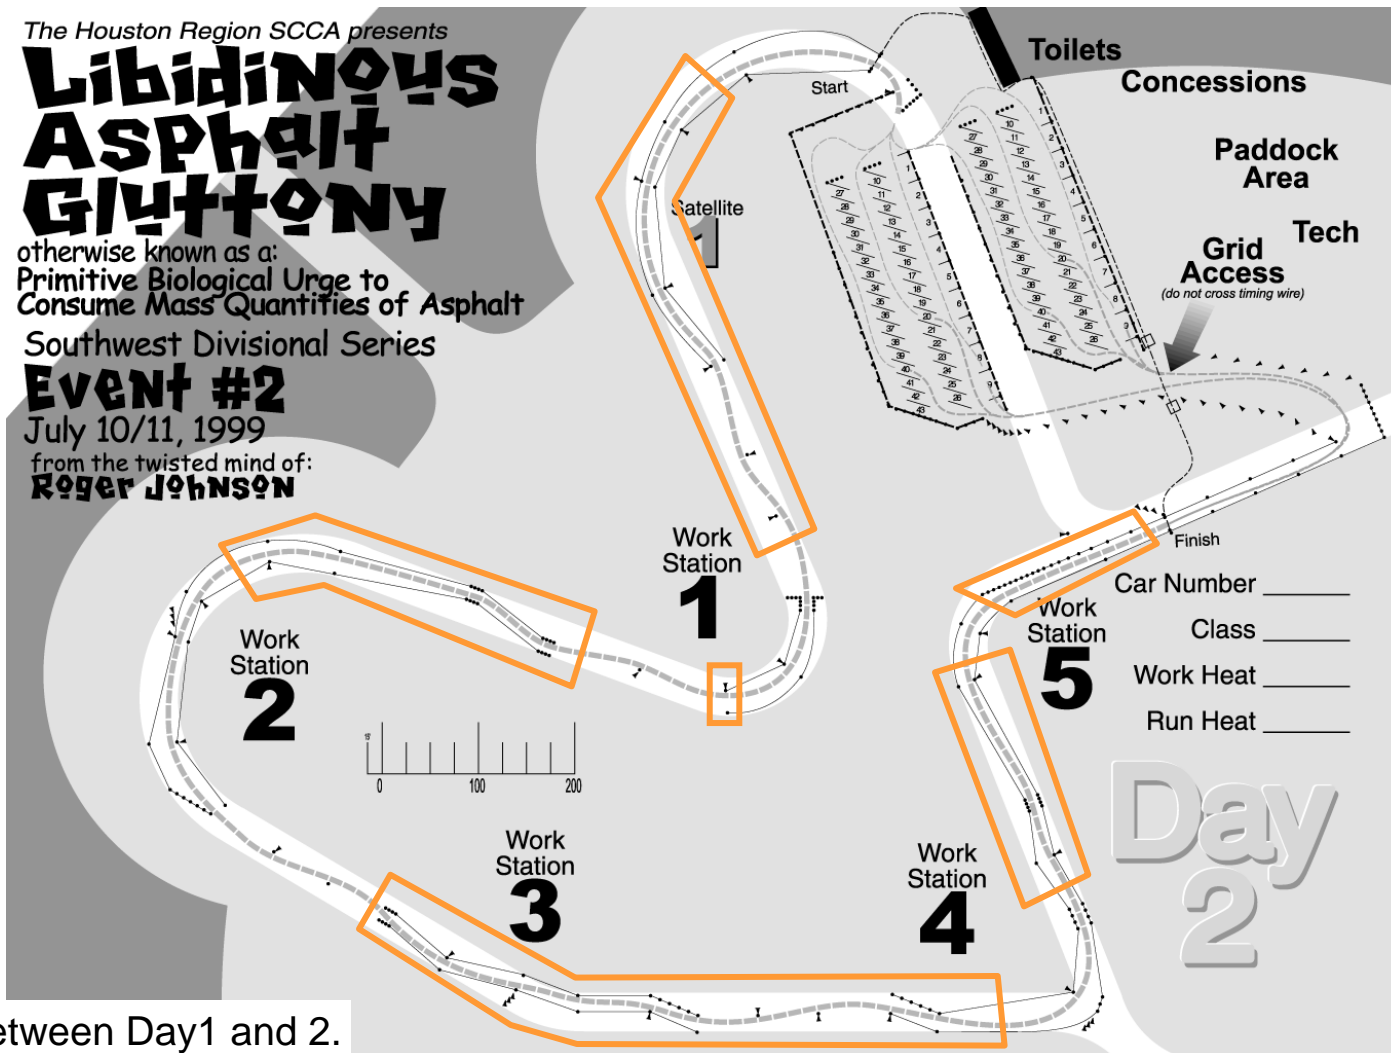 The Houston Region SCCA presents
Libidinous
Asphalt
Gluttony
otherwise known as a:
Primitive Biological Urge to
Consume Mass Quantities of Asphalt
Southwest Divisional Series
Event #2
July 10/11, 1999
from the twisted mind of:
Roger Johnson
Start
Toilets
Concessions
Paddock
Area
Tech
Grid
Access
(do not cross timing wire)
Satellite
1
Finish
Work
Station
1
Work
Station
2
Work
Station
3
Work
Station
4
Work
Station
5
Car Number
Class
Work Heat
Run Heat
0 100 200
Day
2
etween Day1 and 2.